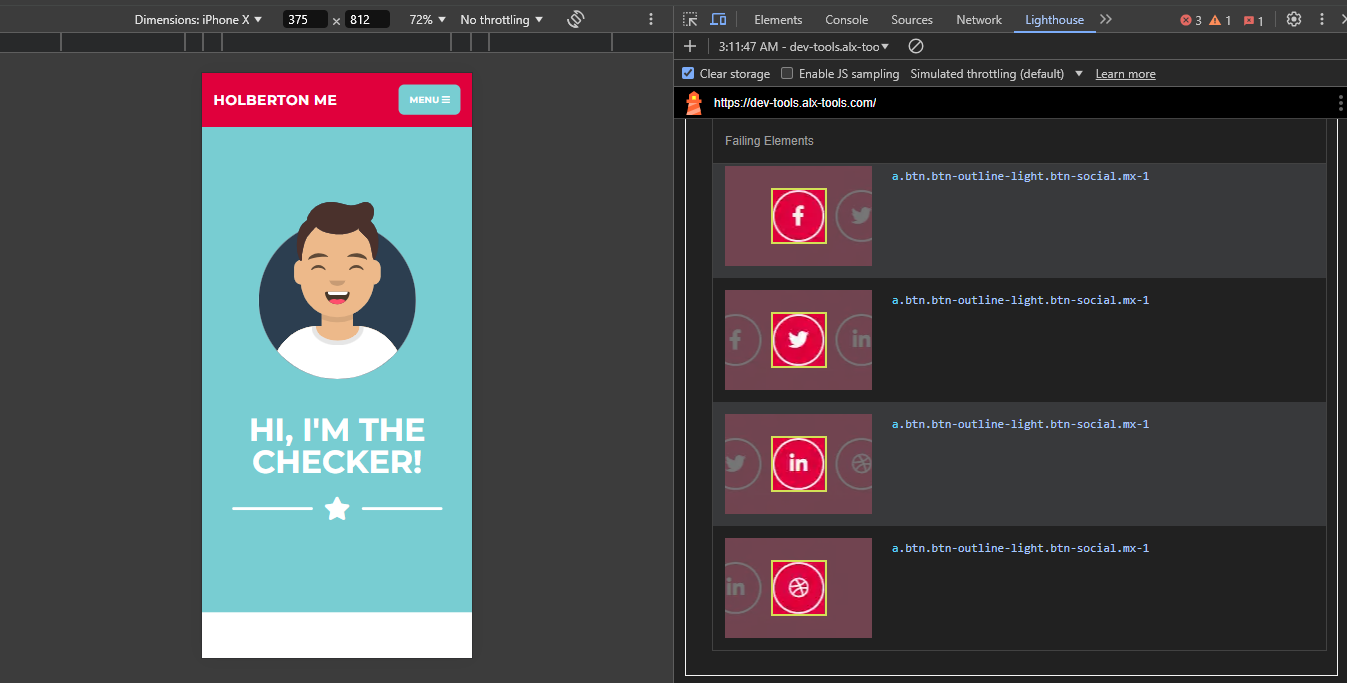 Dimensions: iPhone X ▼ 375 × 812 72% ▼ No throttling ▼
Elements Console Sources Network Lighthouse >> 3 1 1
+ 3:11:47 AM - dev-tools.alx-too▼
Clear storage Enable JS sampling Simulated throttling (default) ▼ Learn more
https://dev-tools.alx-tools.com/
HOLBERTON ME
MENU
HI, I'M THE
CHECKER!
Failing Elements
f
a.btn.btn-outline-light.btn-social.mx-1
f
in
a.btn.btn-outline-light.btn-social.mx-1
in
a.btn.btn-outline-light.btn-social.mx-1
in
a.btn.btn-outline-light.btn-social.mx-1